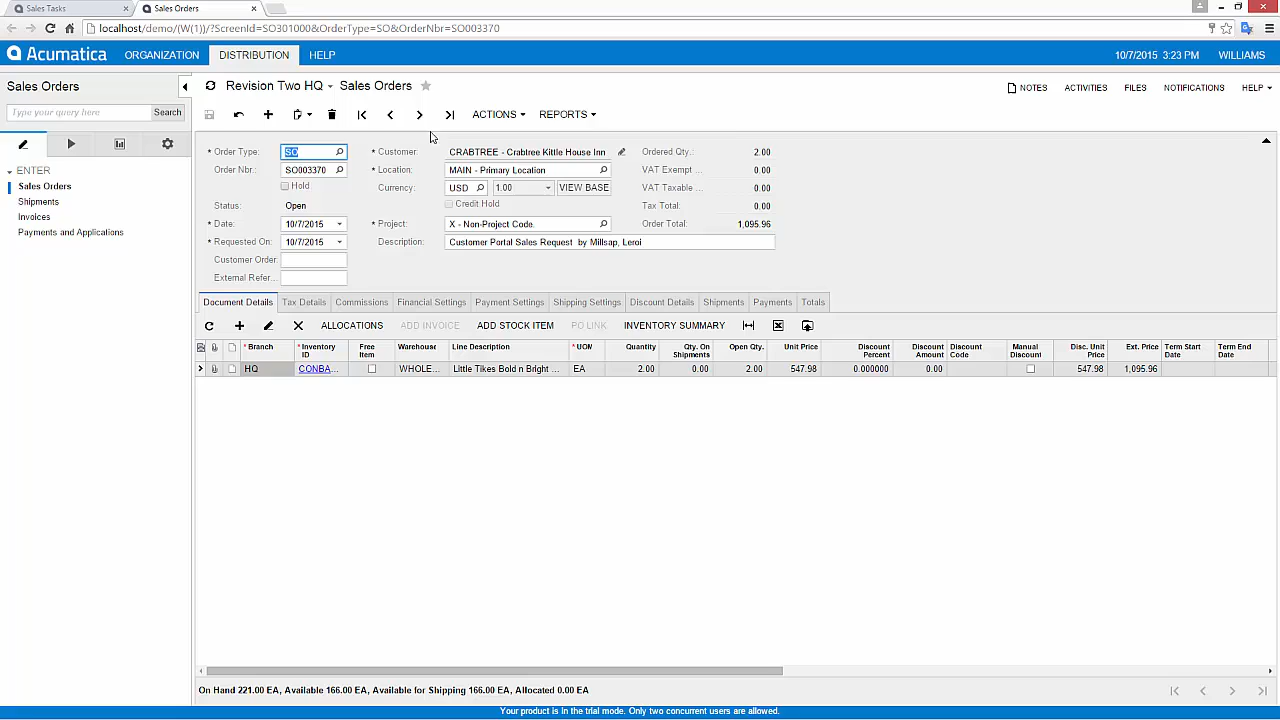 Sales Tasks
Sales Orders
localhost/demo/(W(1))/?ScreenId=SO301000&OrderType=SO&OrderNbr=SO003370
Acumatica ORGANIZATION DISTRIBUTION HELP 10/7/2015 3:23 PM WILLIAMS
Sales Orders
Type your query here Search
ENTER
Sales Orders
Shipments
Invoices
Payments and Applications
Revision Two HQ Sales Orders NOTES ACTIVITIES FILES NOTIFICATIONS HELP
ACTIONS REPORTS
* Order Type: SO * Customer: CRABTREE - Crabtree Kittle House Inn Ordered Qty.: 2.00
Order Nbr.: SO003370 * Location: MAIN - Primary Location VAT Exempt ... 0.00
Hold Currency: USD 1.00 VIEW BASE VAT Taxable ... 0.00
Status: Open Credit Hold Tax Total: 0.00
* Date: 10/7/2015 * Project: X - Non-Project Code. Order Total: 1,095.96
* Requested On: 10/7/2015 Description: Customer Portal Sales Request by Millsap, Leroi
Customer Order:
External Refer...
Document Details Tax Details Commissions Financial Settings Payment Settings Shipping Settings Discount Details Shipments Payments Totals
ALLOCATIONS ADD INVOICE ADD STOCK ITEM PO LINK INVENTORY SUMMARY
* Branch * Inventory ID Free Item Warehouse Line Description * UOM Quantity Qty. On Shipments Open Qty. Unit Price Discount Percent Discount Amount Discount Code Manual Discount Disc. Unit Price Ext. Price Term Start Date Term End Date
HQ CONBA... WHOLE... Little Tikes Bold n Bright ... EA 2.00 0.00 2.00 547.98 0.000000 0.00 547.98 1,095.96
On Hand 221.00 EA, Available 166.00 EA, Available for Shipping 166.00 EA, Allocated 0.00 EA
Your product is in the trial mode. Only two concurrent users are allowed.